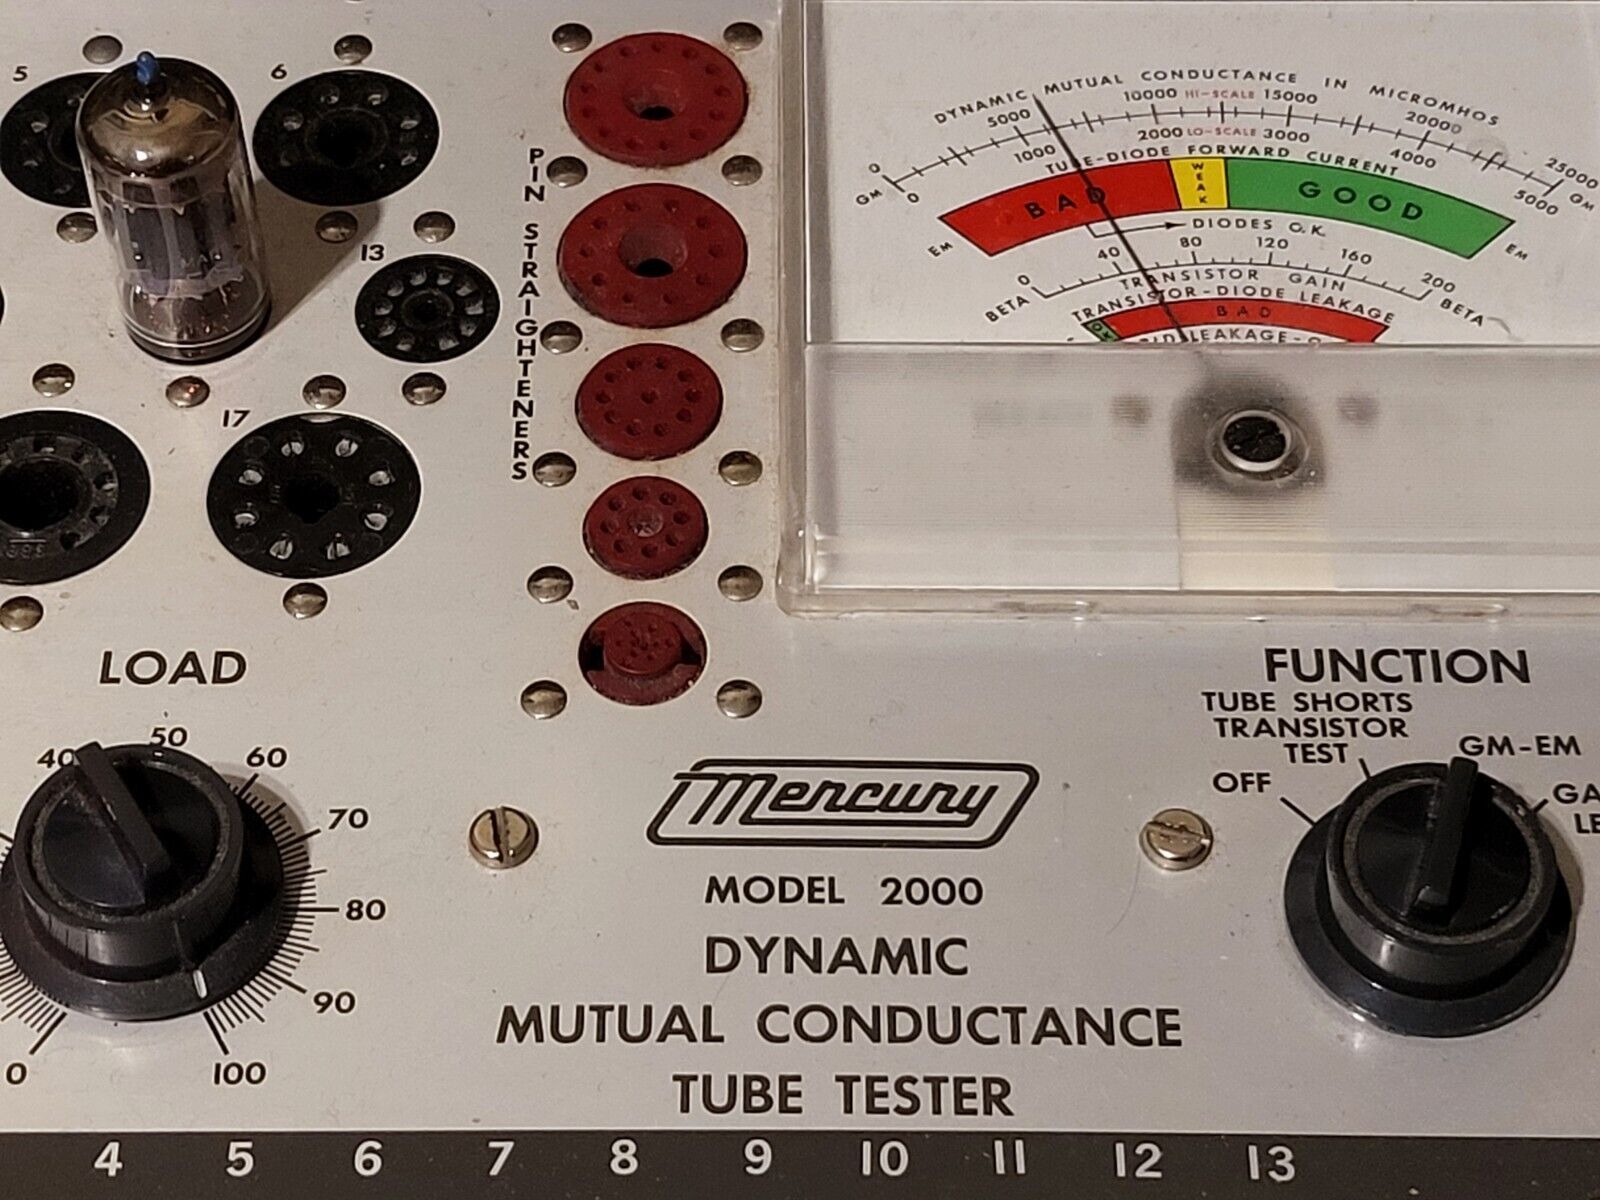 5
6
13
17
PIN STRAIGHTENERS
DYNAMIC MUTUAL CONDUCTANCE IN MICROMHOS
0 5000 10000 HI-SCALE 15000 20000 25000
GM 0 1000 2000 LO-SCALE 3000 4000 5000 GM
TUBE-DIODE FORWARD CURRENT
BAD WEAK GOOD
EM DIODES O.K. EM
0 40 80 120 160 200
BETA TRANSISTOR GAIN BETA
TRANSISTOR-DIODE LEAKAGE
OK BAD
LEAKAGE-
LOAD
40 50 60 70 80 90 100
0
FUNCTION
TUBE SHORTS
TRANSISTOR
TEST
OFF
GM-EM
GA
LE
Mercury
MODEL 2000
DYNAMIC
MUTUAL CONDUCTANCE
TUBE TESTER
4 5 6 7 8 9 10 11 12 13